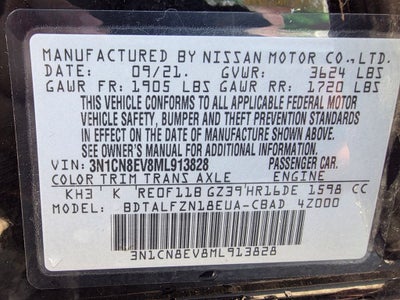 MANUFACTURED BY NISSAN MOTOR CO.,LTD.
DATE: 09/21. GVWR: 3624 LBS
GAWR FR: 1905 LBS GAWR RR: 1720 LBS
THIS VEHICLE CONFORMS TO ALL APPLICABLE FEDERAL MOTOR
VEHICLE SAFETY, BUMPER AND THEFT PREVENTION STANDARDS
IN EFFECT ON THE DATE OF MANUFACTURE SHOWN ABOVE.
SEE OWNER'S MANUAL FOR ADDITIONAL INFORMATION.
VIN: 3N1CN8EV8ML913828 PASSENGER CAR.
COLOR TRIM TRANS AXLE ENGINE
KH3 ' K 'RE0F11B GZ39'HR16DE 1598 CC
MODEL: BDTALFZN18EUA-CBAD 4Z000
3N1CN8EV8ML913828